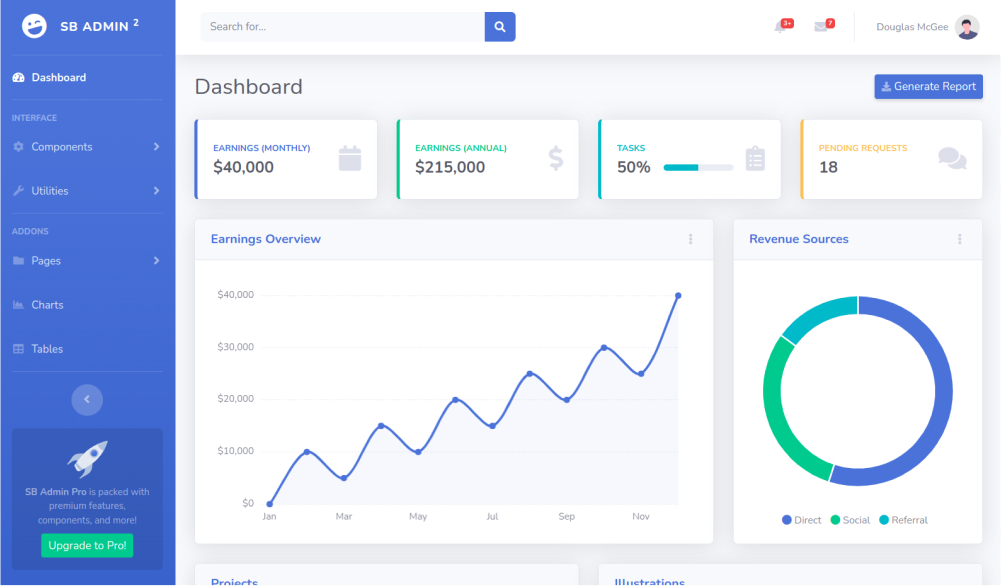 SB ADMIN 2
Search for...
3+
7
Douglas McGee
Dashboard
INTERFACE
Components
Utilities
ADDONS
Pages
Charts
Tables
SB Admin Pro is packed with
premium features,
components, and more!
Upgrade to Pro!
Dashboard
Generate Report
EARNINGS (MONTHLY)
$40,000
EARNINGS (ANNUAL)
$215,000
TASKS
50%
PENDING REQUESTS
18
Earnings Overview
$40,000
$30,000
$20,000
$10,000
$0
Jan Mar May Jul Sep Nov
Revenue Sources
Direct Social Referral
Projects
Illustrations